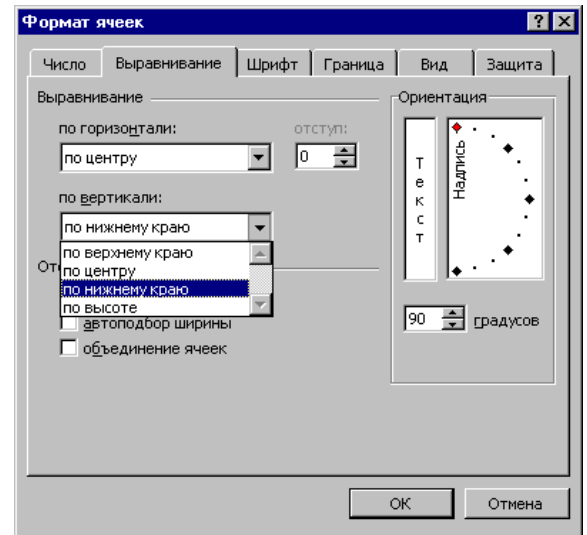 Формат ячеек
Число Выравнивание Шрифт Граница Вид Защита
Выравнивание
по горизонтали:
отступ:
по центру
0
по вертикали:
по нижнему краю
по верхнему краю
по центру
по нижнему краю
по высоте
От
автоподбор ширины
объединение ячеек
Ориентация
Текст
Надпись
90 градусов
ОК Отмена